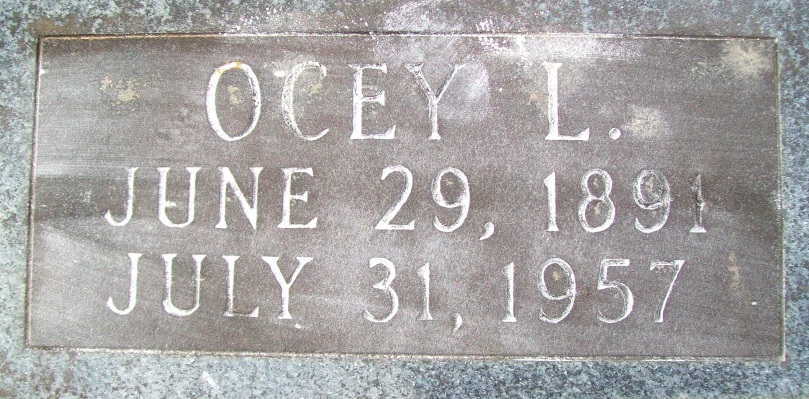 OCEY L.
JUNE 29, 1891
JULY 31, 1957